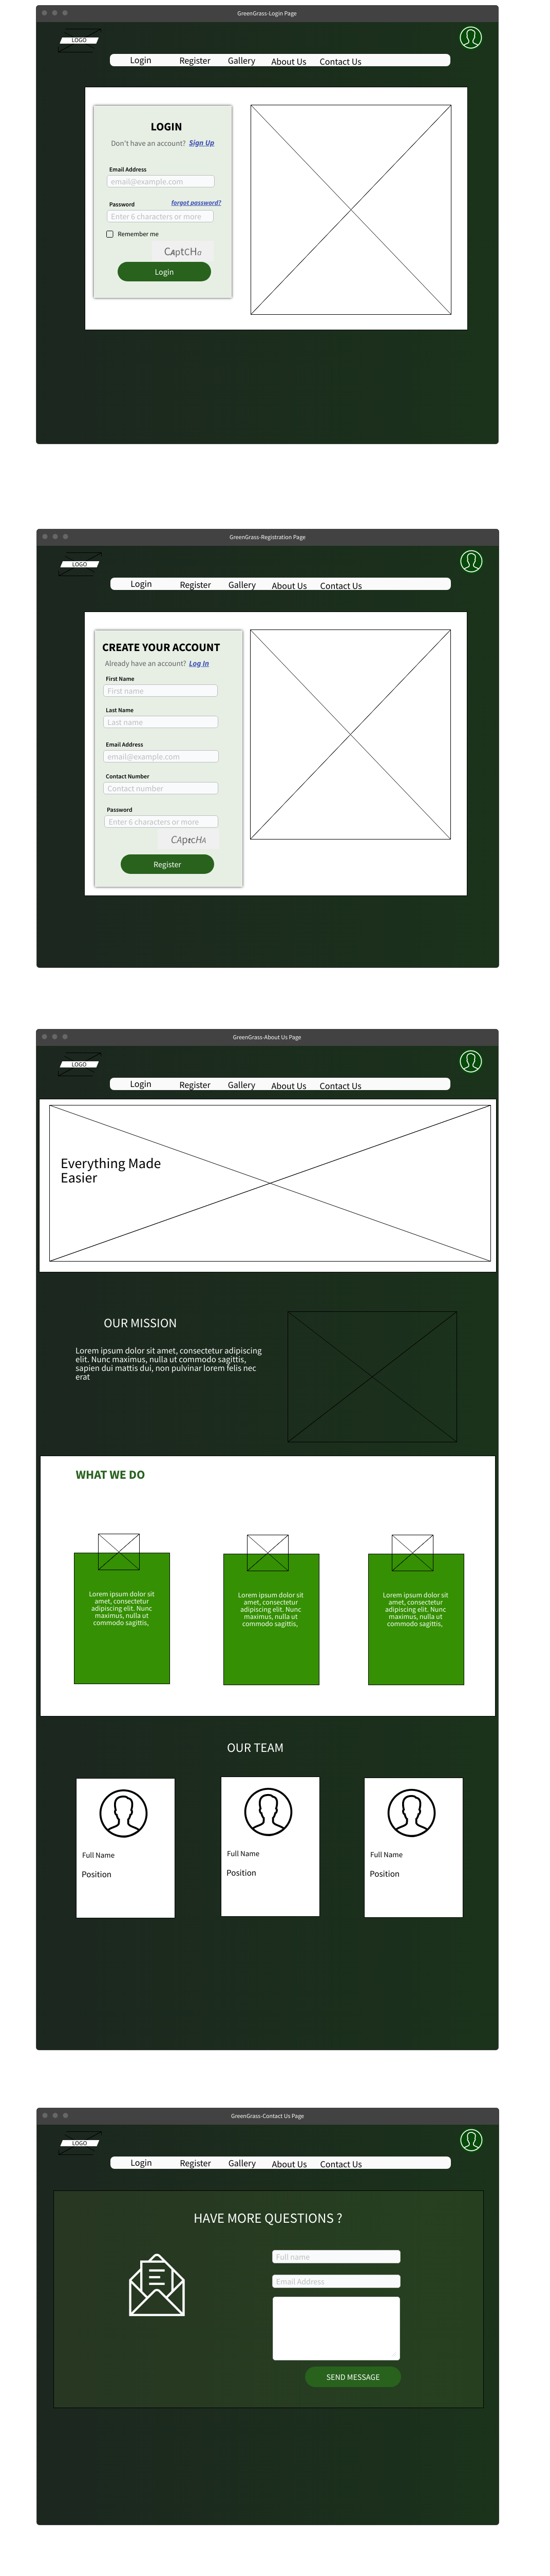 GreenGrass-Login Page
LOGO
Login Register Gallery About Us Contact Us
LOGIN
Don't have an account? Sign Up
Email Address
email@example.com
Password forgot password?
Enter 6 characters or more
Remember me
CAptCHa
Login
GreenGrass-Registration Page
LOGO
Login Register Gallery About Us Contact Us
CREATE YOUR ACCOUNT
Already have an account? Log In
First Name
First name
Last Name
Last name
Email Address
email@example.com
Contact Number
Contact number
Password
Enter 6 characters or more
CAptcHA
Register
GreenGrass-About Us Page
LOGO
Login Register Gallery About Us Contact Us
Everything Made
Easier
OUR MISSION
Lorem ipsum dolor sit amet, consectetur adipiscing
elit. Nunc maximus, nulla ut commodo sagittis,
sapien dui mattis dui, non pulvinar lorem felis nec
erat
WHAT WE DO
Lorem ipsum dolor sit
amet, consectetur
adipiscing elit. Nunc
maximus, nulla ut
commodo sagittis,
Lorem ipsum dolor sit
amet, consectetur
adipiscing elit. Nunc
maximus, nulla ut
commodo sagittis,
Lorem ipsum dolor sit
amet, consectetur
adipiscing elit. Nunc
maximus, nulla ut
commodo sagittis,
OUR TEAM
Full Name
Position
Full Name
Position
Full Name
Position
GreenGrass-Contact Us Page
LOGO
Login Register Gallery About Us Contact Us
HAVE MORE QUESTIONS ?
Full name
Email Address
SEND MESSAGE